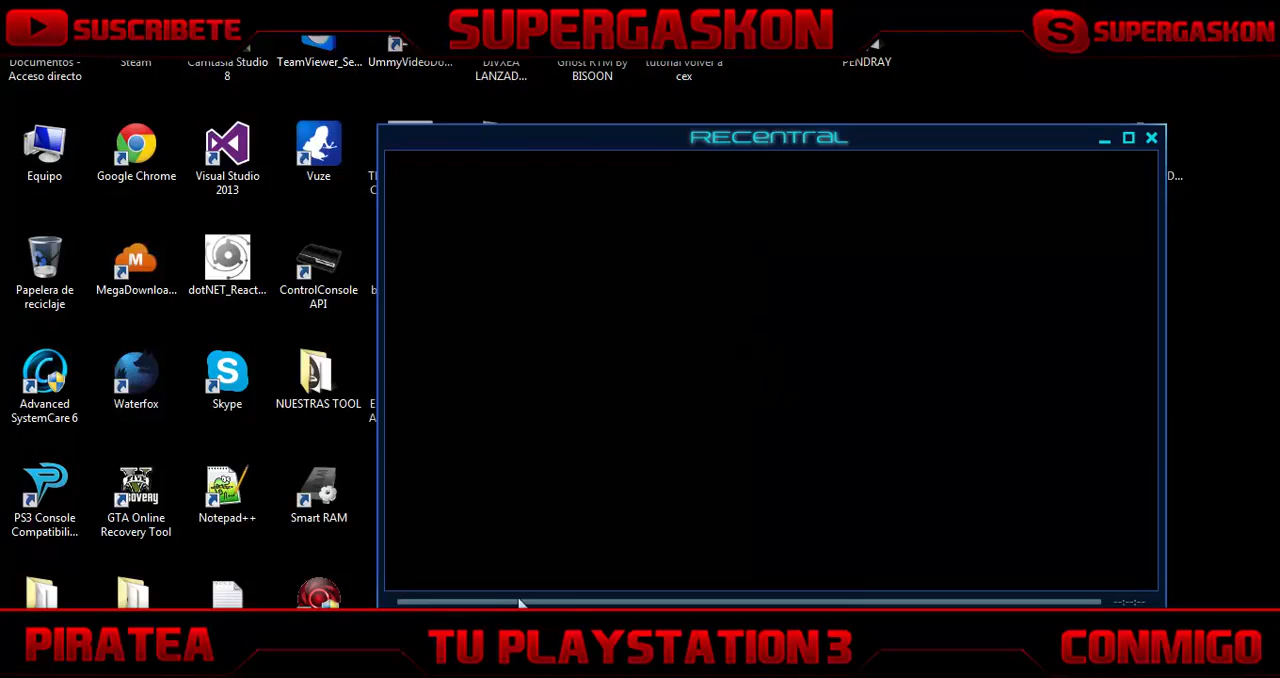 SUSCRIBETE
SUPERGASKON
SUPERGASKON
Documentos - Acceso directo
Steam
Camtasia Studio 8
TeamViewer_Se...
UmmyVideoDo...
DIVXEA LANZAD...
Ghost RTM by BISOON
tutorial volver a cex
PENDRAY
RECentral
Equipo
Google Chrome
Visual Studio 2013
Vuze
D...
Papelera de reciclaje
MegaDownloa...
dotNET_React...
ControlConsole API
Advanced SystemCare 6
Waterfox
Skype
NUESTRAS TOOL
PS3 Console Compatibili...
GTA Online Recovery Tool
Notepad++
Smart RAM
--:--:--
PIRATEA
TU PLAYSTATION 3
CONMIGO